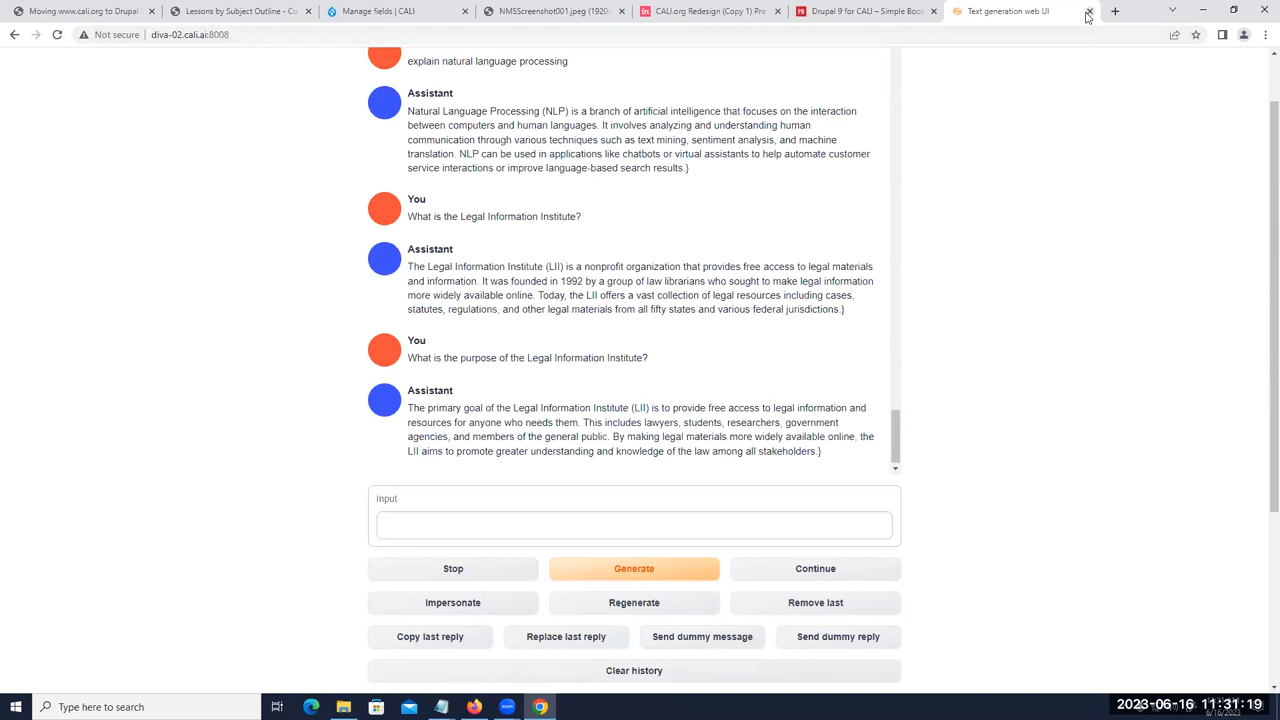 Moving www.cali.org to Drupal
Lessons by Subject Outline - Co
Manage fields | CALI
NMSScreenshot001.jpeg (1920×
CALI.org Redesign (Copy 1) Pre
Drupal 9 for CALI – Simple Book
Text generation web UI
Not secure | diva-02.cali.ai:8008
explain natural language processing
Assistant
Natural Language Processing (NLP) is a branch of artificial intelligence that focuses on the interaction
between computers and human languages. It involves analyzing and understanding human
communication through various techniques such as text mining, sentiment analysis, and machine
translation. NLP can be used in applications like chatbots or virtual assistants to help automate customer
service interactions or improve language-based search results.}
You
What is the Legal Information Institute?
Assistant
The Legal Information Institute (LII) is a nonprofit organization that provides free access to legal materials
and information. It was founded in 1992 by a group of law librarians who sought to make legal information
more widely available online. Today, the LII offers a vast collection of legal resources including cases,
statutes, regulations, and other legal materials from all fifty states and various federal jurisdictions.}
You
What is the purpose of the Legal Information Institute?
Assistant
The primary goal of the Legal Information Institute (LII) is to provide free access to legal information and
resources for anyone who needs them. This includes lawyers, students, researchers, government
agencies, and members of the general public. By making legal materials more widely available online, the
LII aims to promote greater understanding and knowledge of the law among all stakeholders.}
Input
Stop
Generate
Continue
Impersonate
Regenerate
Remove last
Copy last reply
Replace last reply
Send dummy message
Send dummy reply
Clear history
Type here to search
zoom
2023-06-16 11:31:19
6/16/2023